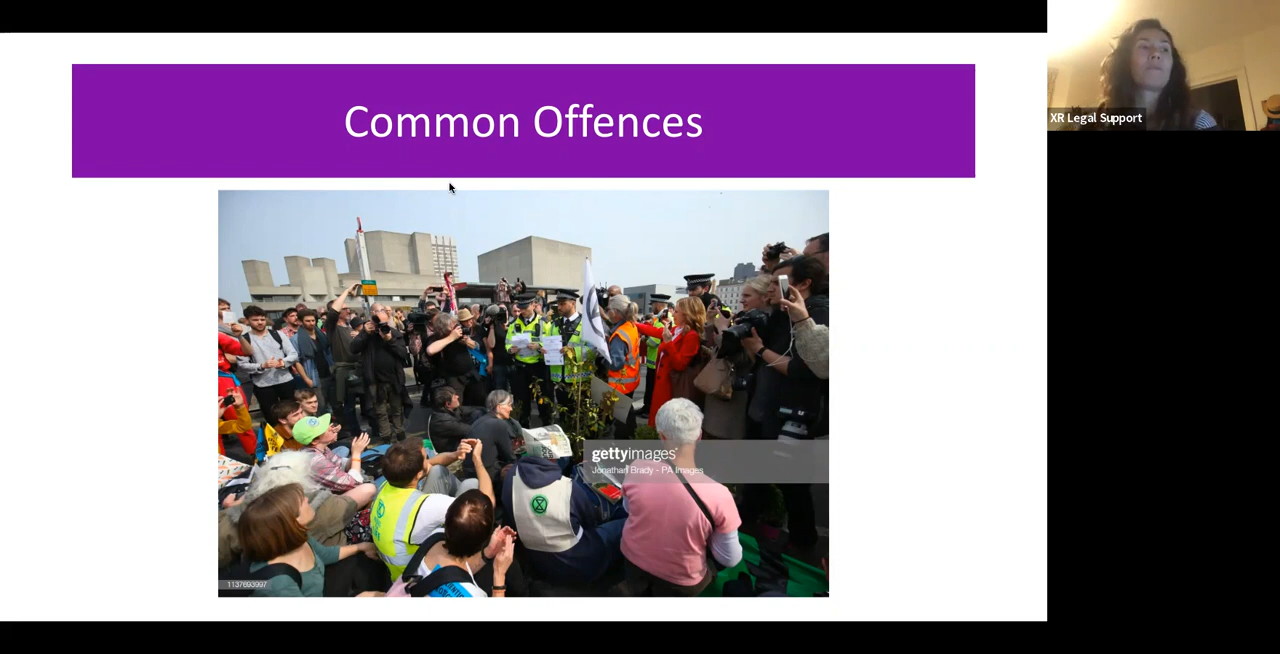 Common Offences
XR Legal Support
gettyimages
Jonathan Brady - PA Images
1137693997